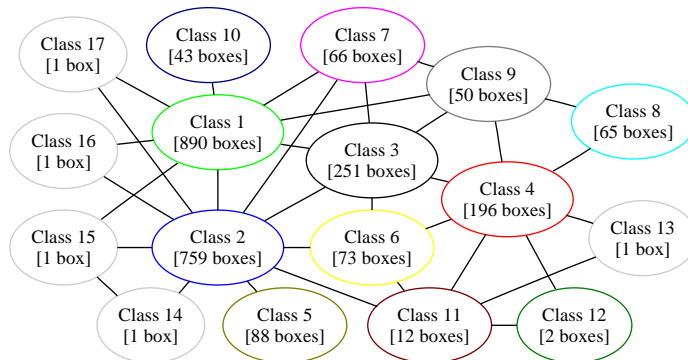 Class 17
[1 box]
Class 10
[43 boxes]
Class 7
[66 boxes]
Class 9
[50 boxes]
Class 8
[65 boxes]
Class 1
[890 boxes]
Class 16
[1 box]
Class 3
[251 boxes]
Class 4
[196 boxes]
Class 13
[1 box]
Class 15
[1 box]
Class 2
[759 boxes]
Class 6
[73 boxes]
Class 14
[1 box]
Class 5
[88 boxes]
Class 11
[12 boxes]
Class 12
[2 boxes]